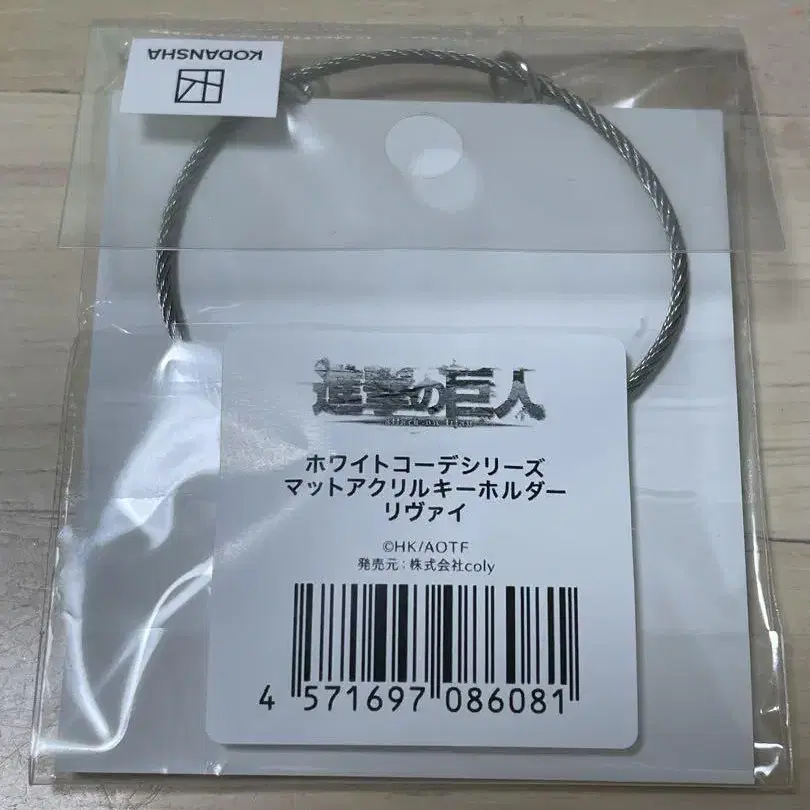 KODANSHA
進撃の巨人
attack on titan
ホワイトコーデシリーズ
マットアクリルキーホルダー
リヴァイ
©HK/AOTF
発売元:株式会社coly
4 571697 086081